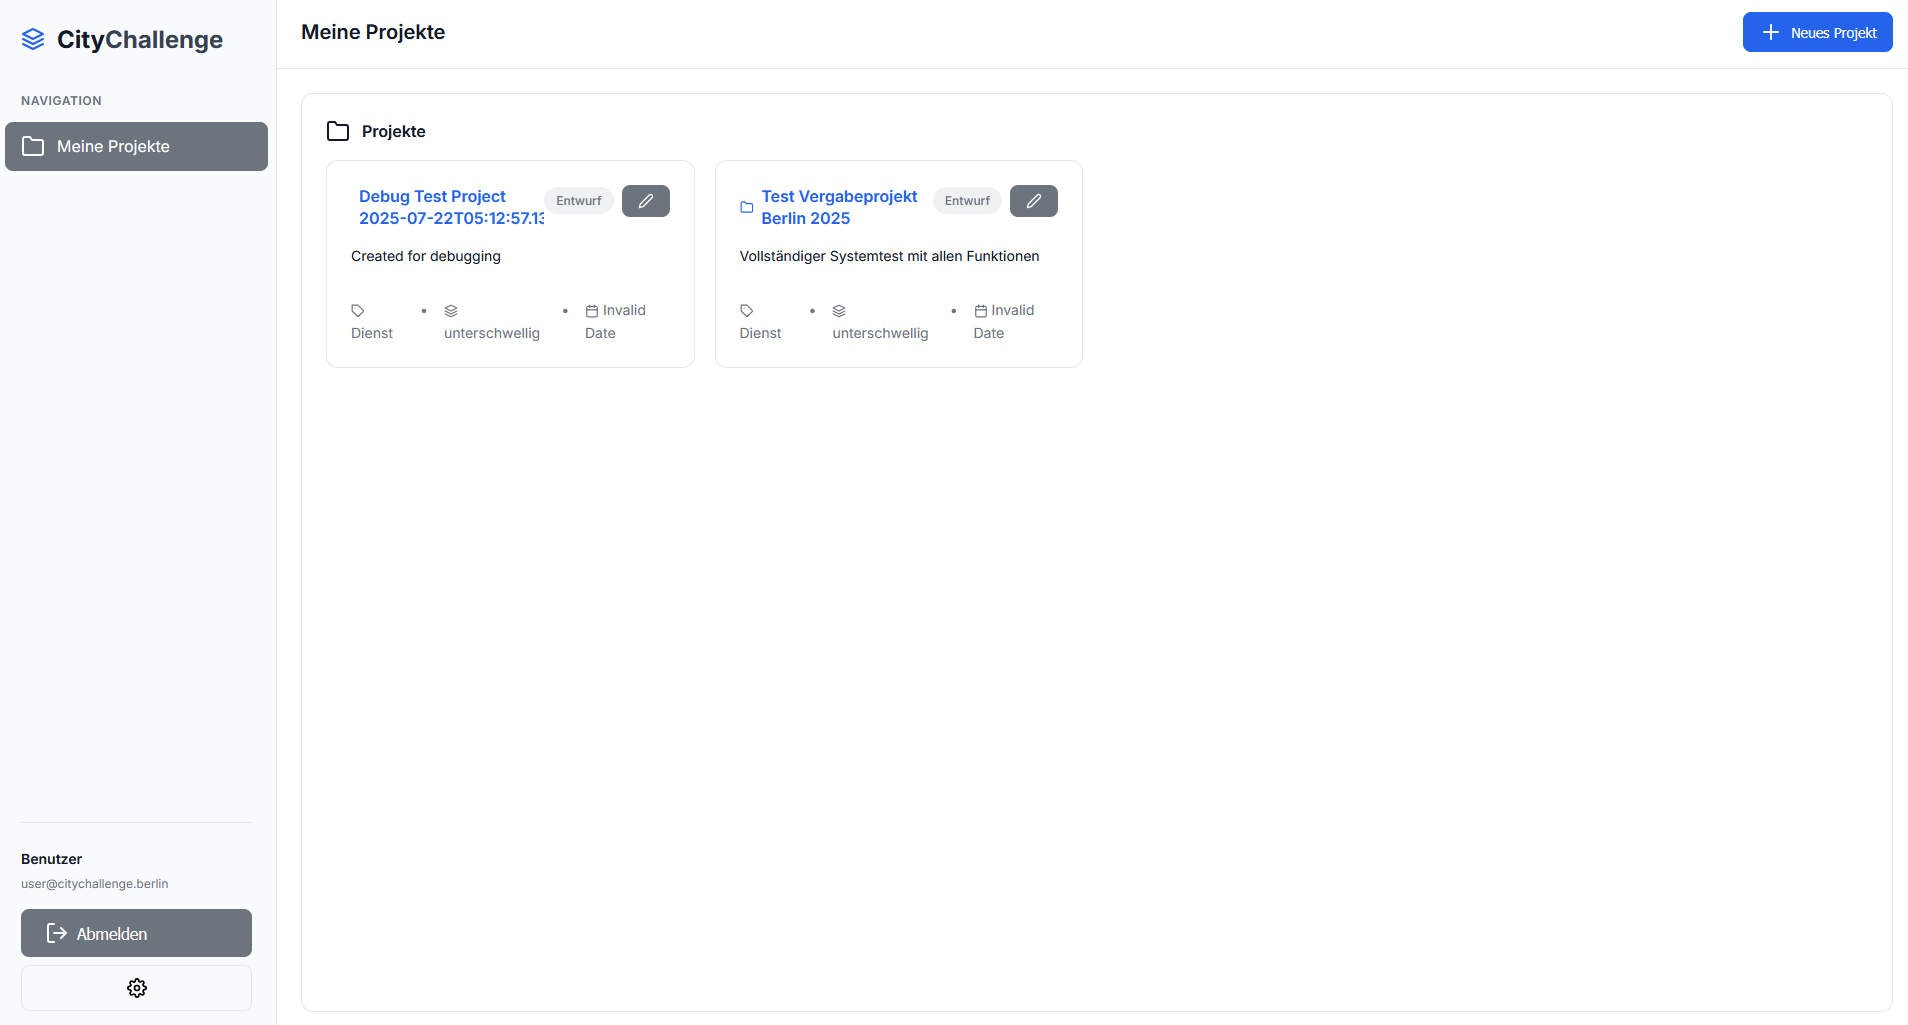 CityChallenge
NAVIGATION
Meine Projekte
Benutzer
user@citychallenge.berlin
Abmelden
Meine Projekte
Neues Projekt
Projekte
Debug Test Project
2025-07-22T05:12:57.13
Entwurf
Created for debugging
Dienst
•
unterschwellig
•
Invalid
Date
Test Vergabeprojekt
Berlin 2025
Entwurf
Vollständiger Systemtest mit allen Funktionen
Dienst
•
unterschwellig
•
Invalid
Date